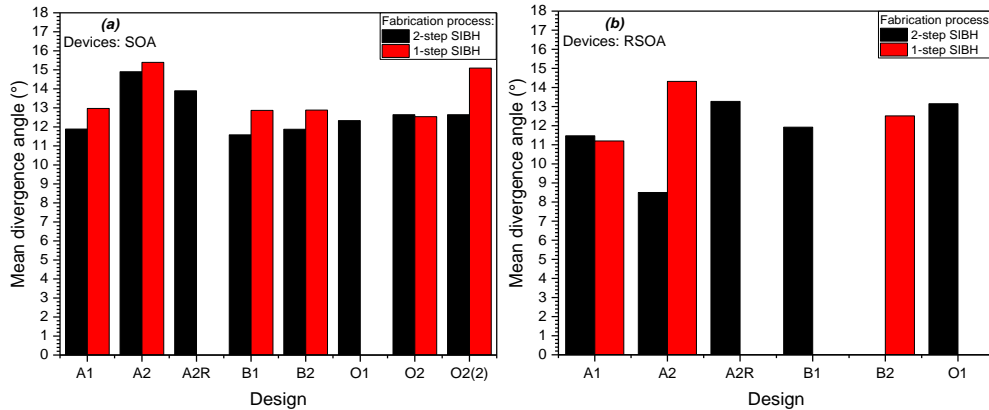 (a)
Devices: SOA
Fabrication process:
2-step SIBH
1-step SIBH
Mean divergence angle (°)
18
17
16
15
14
13
12
11
10
9
8
7
6
5
4
3
2
1
0
A1 A2 A2R B1 B2 O1 O2 O2(2)
Design
(b)
Devices: RSOA
Fabrication process:
2-step SIBH
1-step SIBH
Mean divergence angle (°)
18
17
16
15
14
13
12
11
10
9
8
7
6
5
4
3
2
1
0
A1 A2 A2R B1 B2 O1
Design